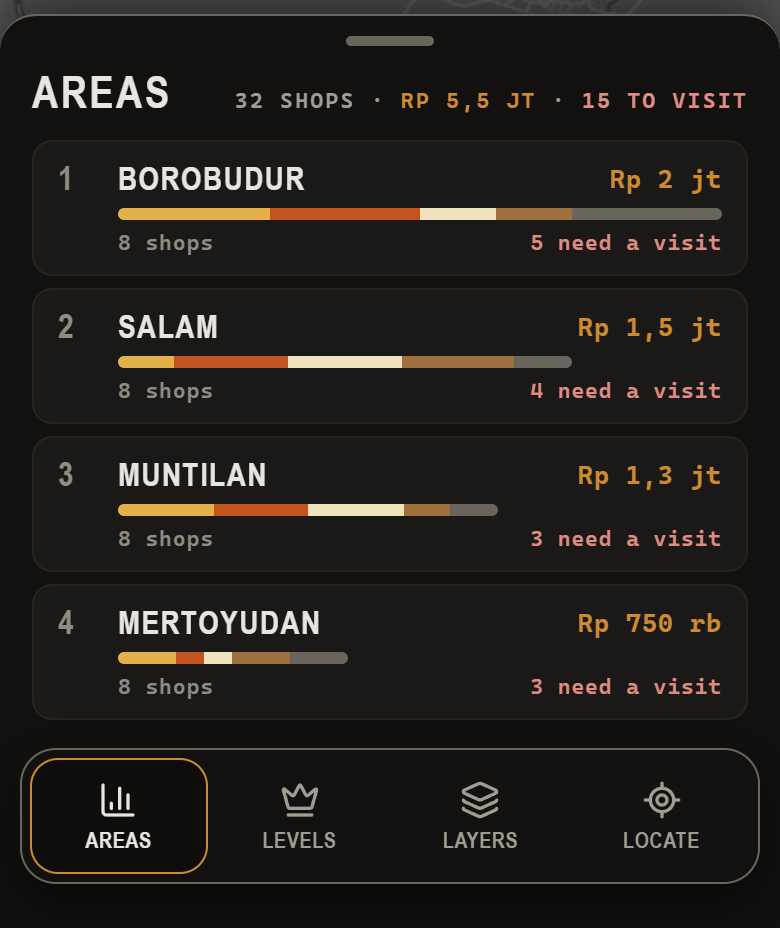 AREAS 32 SHOPS · RP 5,5 JT · 15 TO VISIT
1 BOROBUDUR Rp 2 jt
8 shops 5 need a visit
2 SALAM Rp 1,5 jt
8 shops 4 need a visit
3 MUNTILAN Rp 1,3 jt
8 shops 3 need a visit
4 MERTOYUDAN Rp 750 rb
8 shops 3 need a visit
AREAS LEVELS LAYERS LOCATE